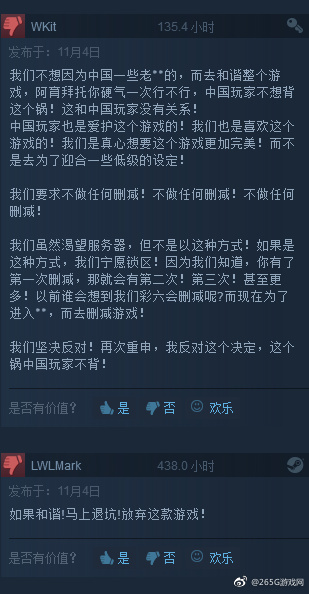 WKit
135.4 小时
发布于：11月4日
我们不想因为中国一些老**的，而去和谐整个游
戏，阿育拜托你硬气一次行不行，中国玩家不想背
这个锅！这和中国玩家没有关系！
中国玩家也是爱护这个游戏的！我们也是喜欢这个
游戏的！我们是真心想要这个游戏更加完美！而不
是去为了迎合一些低级的设定！
我们要求不做任何删减！不做任何删减！不做任何
删减！
我们虽然渴望服务器，但不是以这种方式！如果是
这种方式，我们宁愿锁区！因为我们知道，你有了
第一次删减，那就会有第二次！第三次！甚至更
多！以前谁会想到我们彩六会删减呢?而现在为了
进入**，而去删减游戏！
我们坚决反对！再次重申，我反对这个决定，这个
锅中国玩家不背！
是否有价值？ 是 否 欢乐
LWLMark
438.0 小时
发布于：11月4日
如果和谐!马上退坑!放弃这款游戏！
是否有价值？ 是 否 欢乐
@265G游戏网